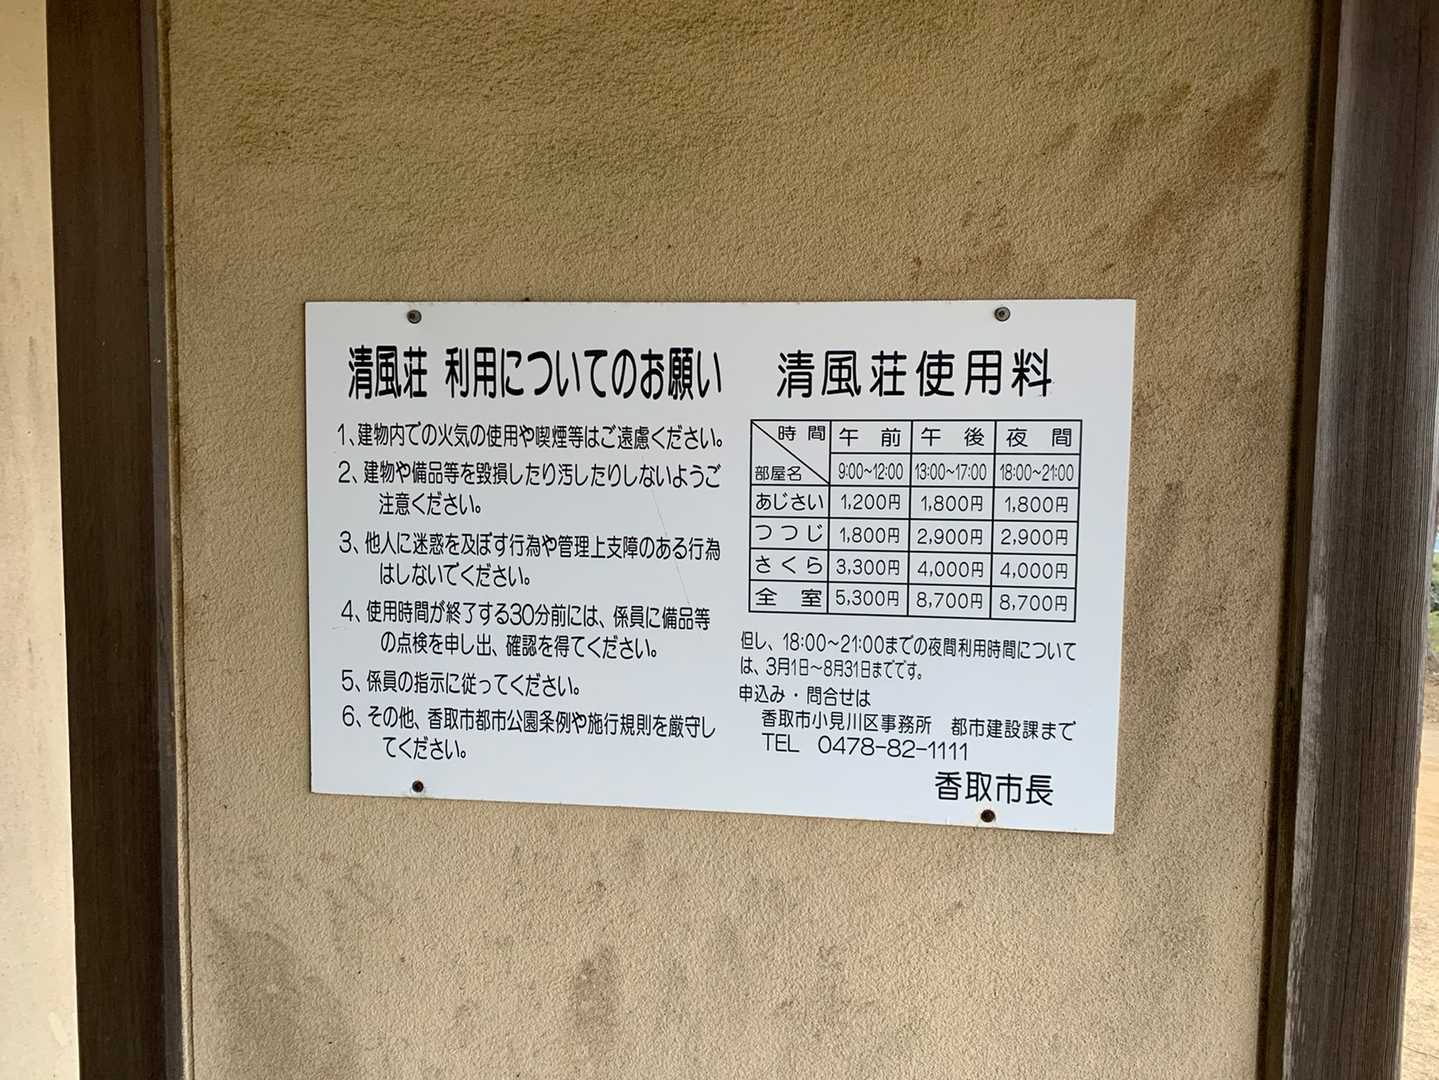 清風荘 利用についてのお願い
1、建物内での火気の使用や喫煙等はご遠慮ください。
2、建物や備品等を毀損したり汚したりしないようご
注意ください。
3、他人に迷惑を及ぼす行為や管理上支障のある行為
はしないでください。
4、使用時間が終了する30分前には、係員に備品等
の点検を申し出、確認を得てください。
5、係員の指示に従ってください。
6、その他、香取市都市公園条例や施行規則を厳守し
てください。
清風荘使用料
時間 午前 午後 夜間
部屋名 9:00~12:00 13:00~17:00 18:00~21:00
あじさい 1,200円 1,800円 1,800円
つつじ 1,800円 2,900円 2,900円
さくら 3,300円 4,000円 4,000円
全室 5,300円 8,700円 8,700円
但し、18:00~21:00までの夜間利用時間について
は、3月1日~8月31日までです。
申込み・問合せは
香取市小見川区事務所 都市建設課まで
TEL 0478-82-1111
香取市長